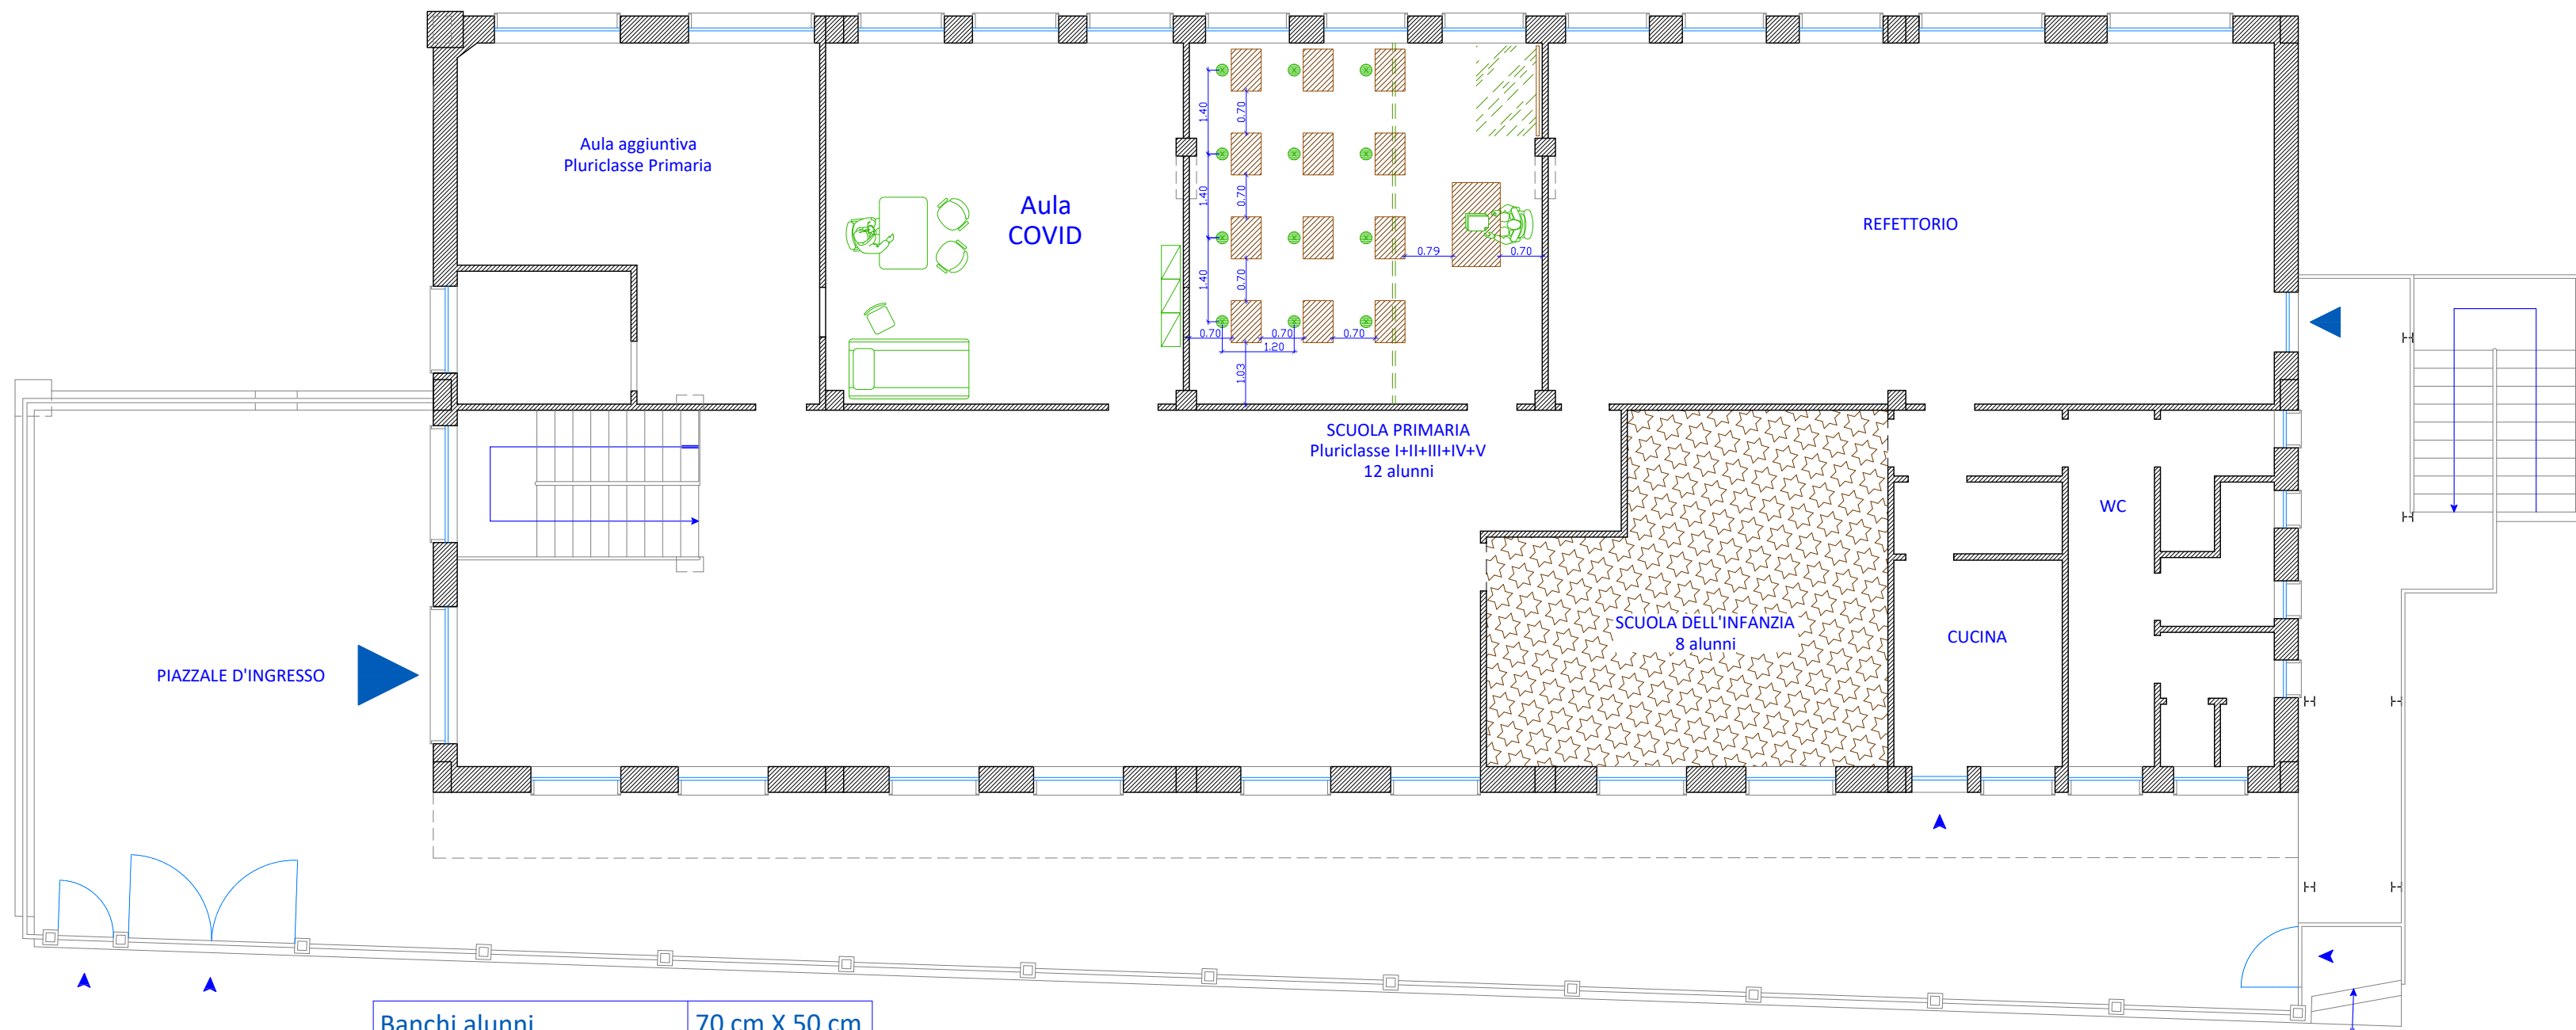 Aula aggiuntiva
Pluriclasse Primaria
Aula
COVID
1.40
0.70
1.40
0.70
1.40
0.70
0.79
0.70
0.70
0.70
0.70
1.20
1.03
REFETTORIO
SCUOLA PRIMARIA
Pluriclasse I+II+III+IV+V
12 alunni
WC
SCUOLA DELL'INFANZIA
8 alunni
CUCINA
PIAZZALE D'INGRESSO
Banchi alunni 70 cm X 50 cm